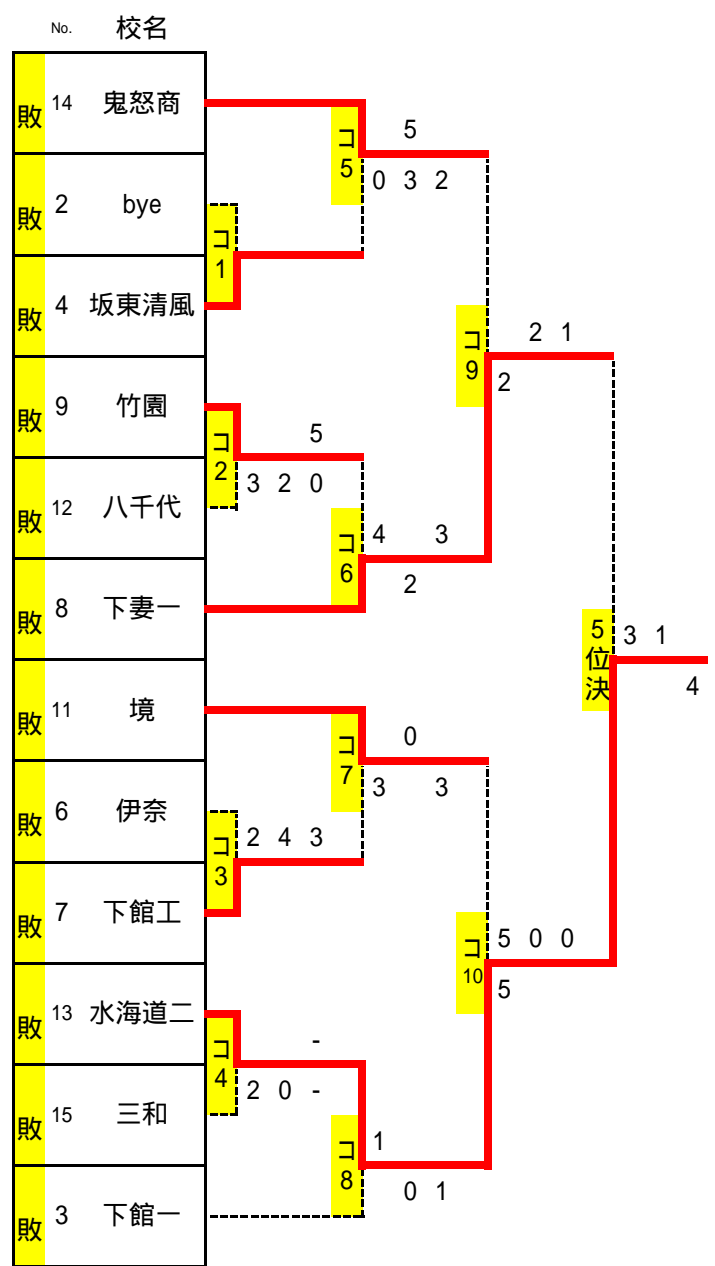 No. 校名
敗 14 鬼怒商
敗 2 bye
敗 4 坂東清風
敗 9 竹園
敗 12 八千代
敗 8 下妻一
敗 11 境
敗 6 伊奈
敗 7 下館工
敗 13 水海道二
敗 15 三和
敗 3 下館一
コ1
コ2
5
3 2 0
コ3
2 4 3
コ4
-
2 0 -
コ5
5
0 3 2
コ6
4 3
2
コ7
0
3 3
コ8
1
0 1
コ9
2 1
2
コ10
5 0 0
5
5位決
3 1
4